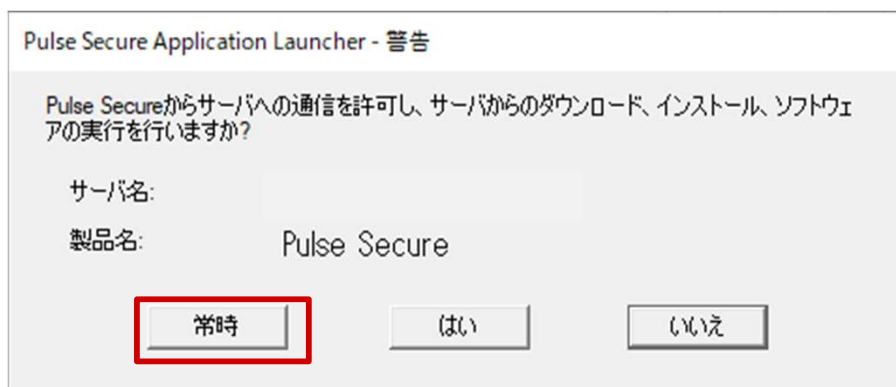 Pulse Secure Application Launcher - 警告
Pulse Secureからサーバへの通信を許可し、サーバからのダウンロード、インストール、ソフトウェ
アの実行を行いますか?
サーバ名:
製品名: Pulse Secure
常時 はい いいえ